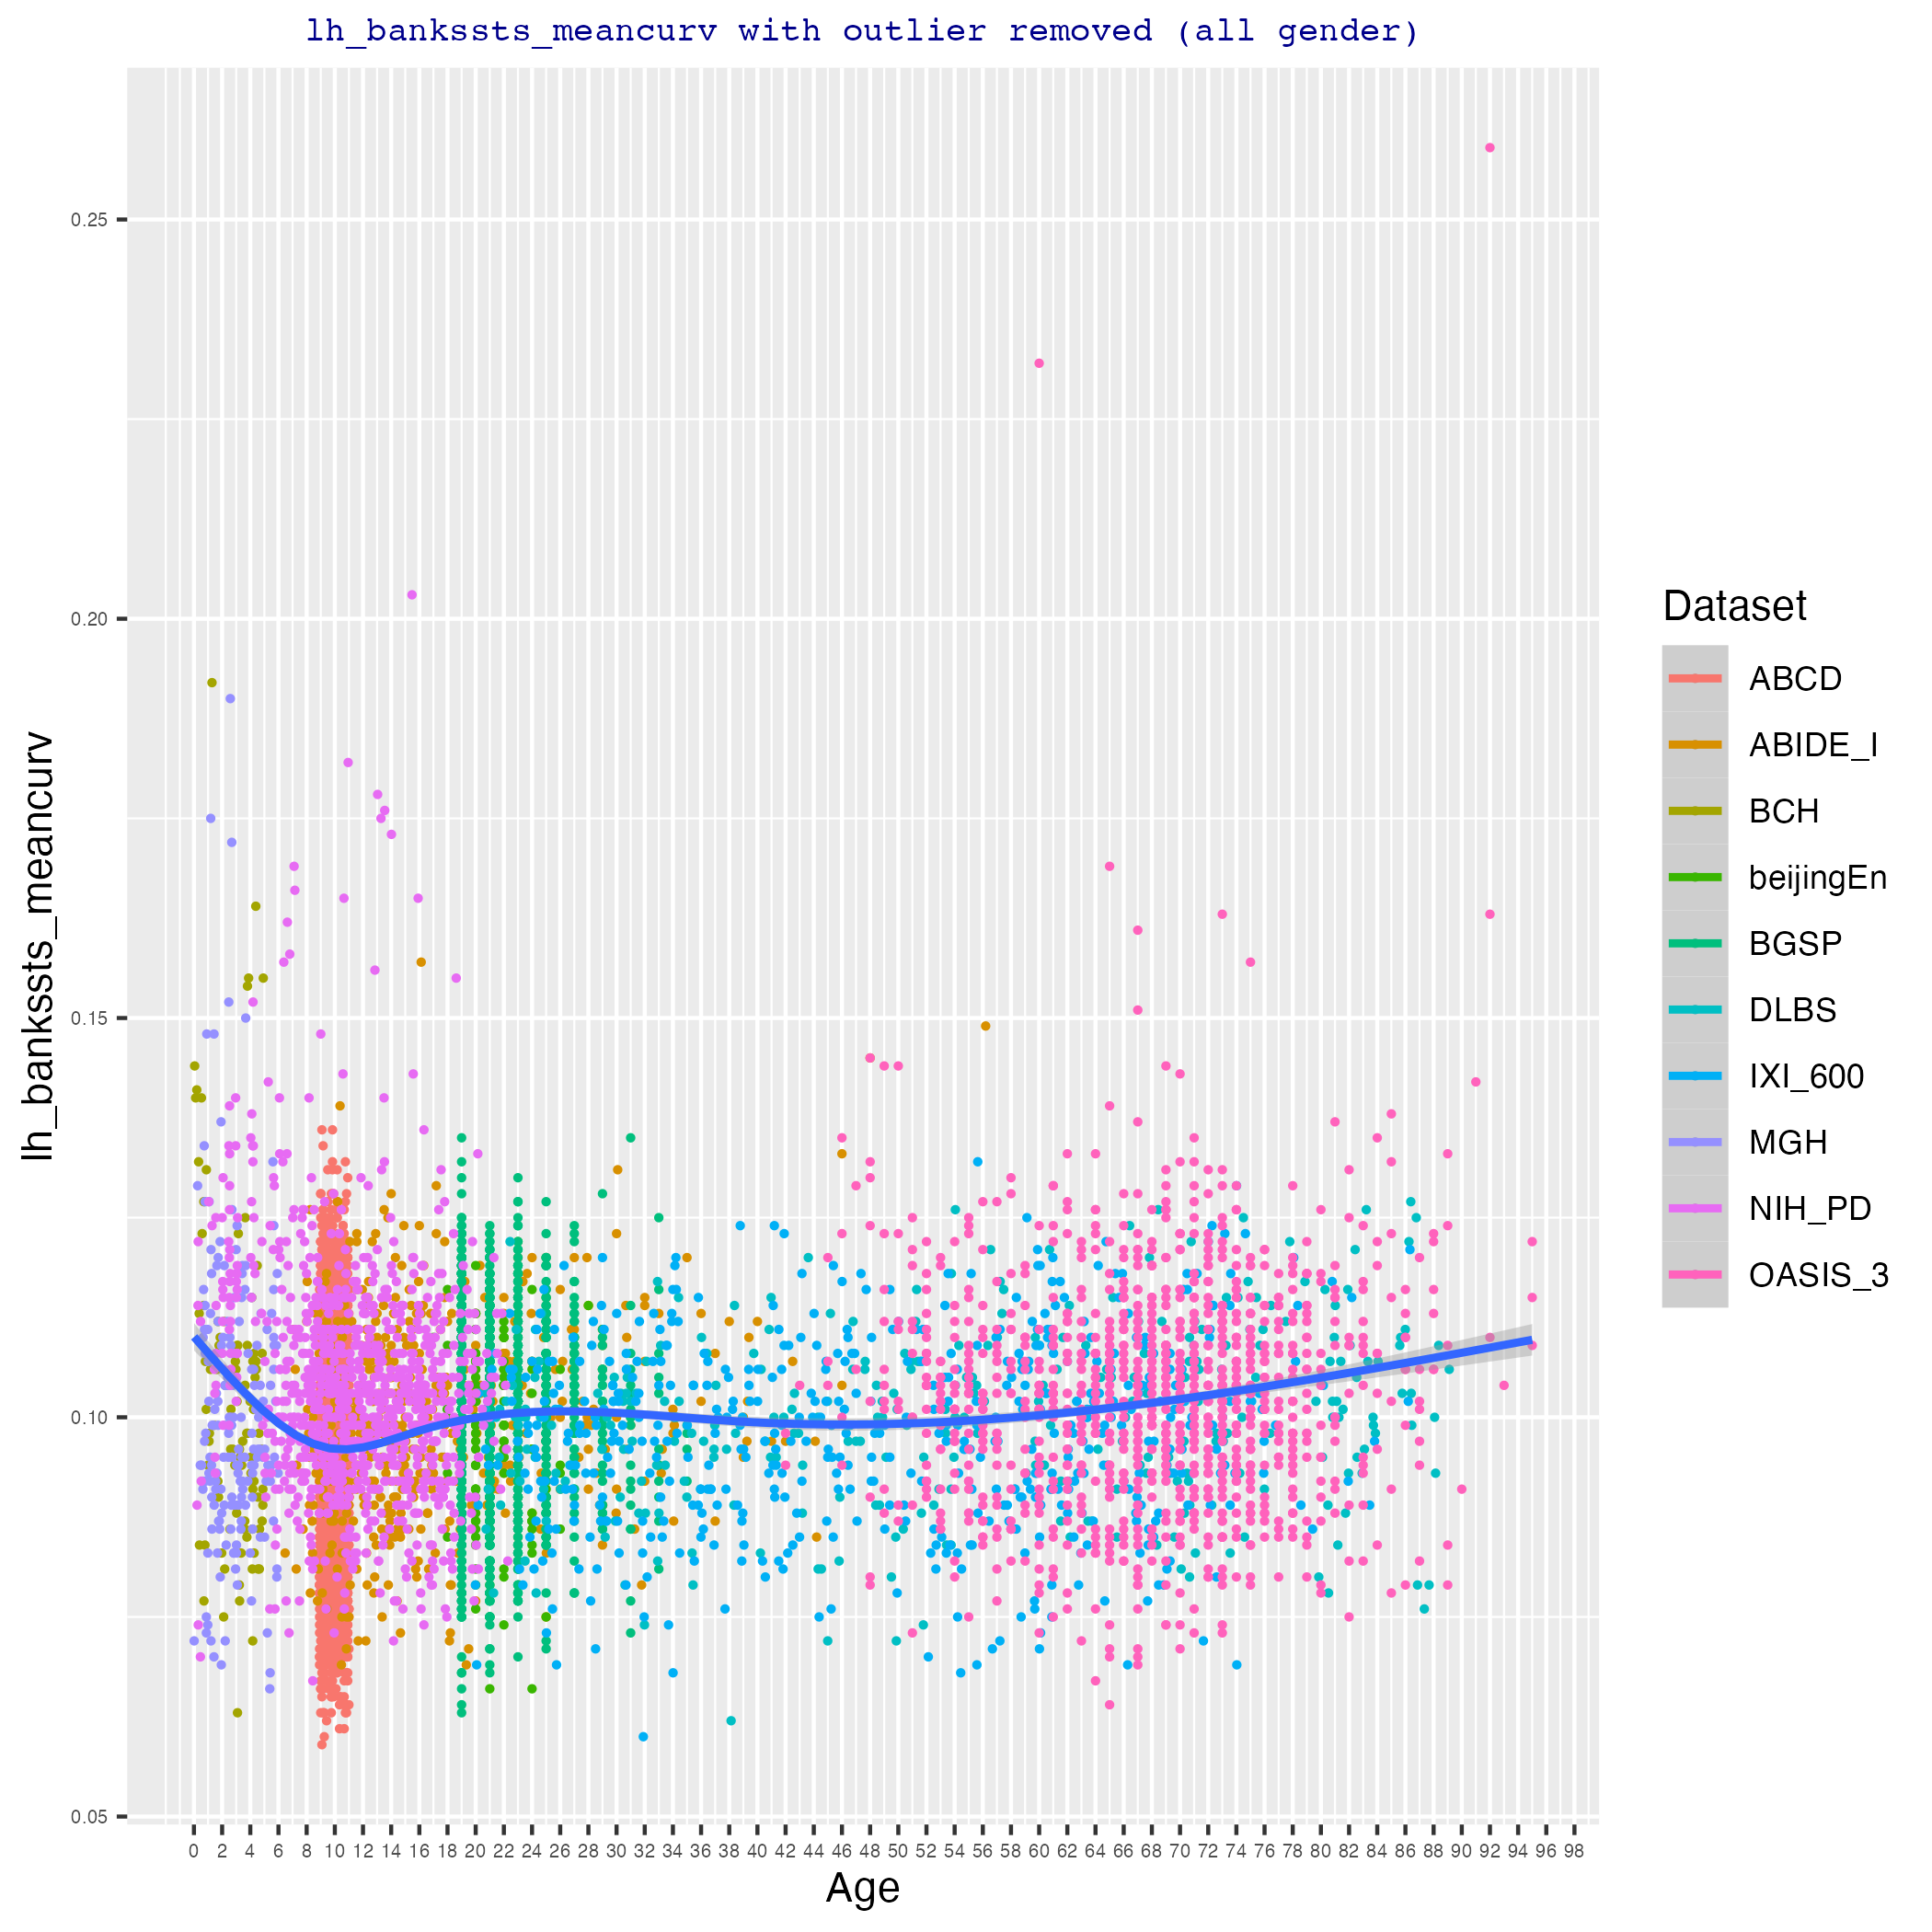 lh_bankssts_meancurv with outlier removed (all gender)
lh_bankssts_meancurv
0.25
0.20
0.15
0.10
0.05
0 2 4 6 8 10 12 14 16 18 20 22 24 26 28 30 32 34 36 38 40 42 44 46 48 50 52 54 56 58 60 62 64 66 68 70 72 74 76 78 80 82 84 86 88 90 92 94 96 98
Age
Dataset
ABCD
ABIDE_I
BCH
beijingEn
BGSP
DLBS
IXI_600
MGH
NIH_PD
OASIS_3